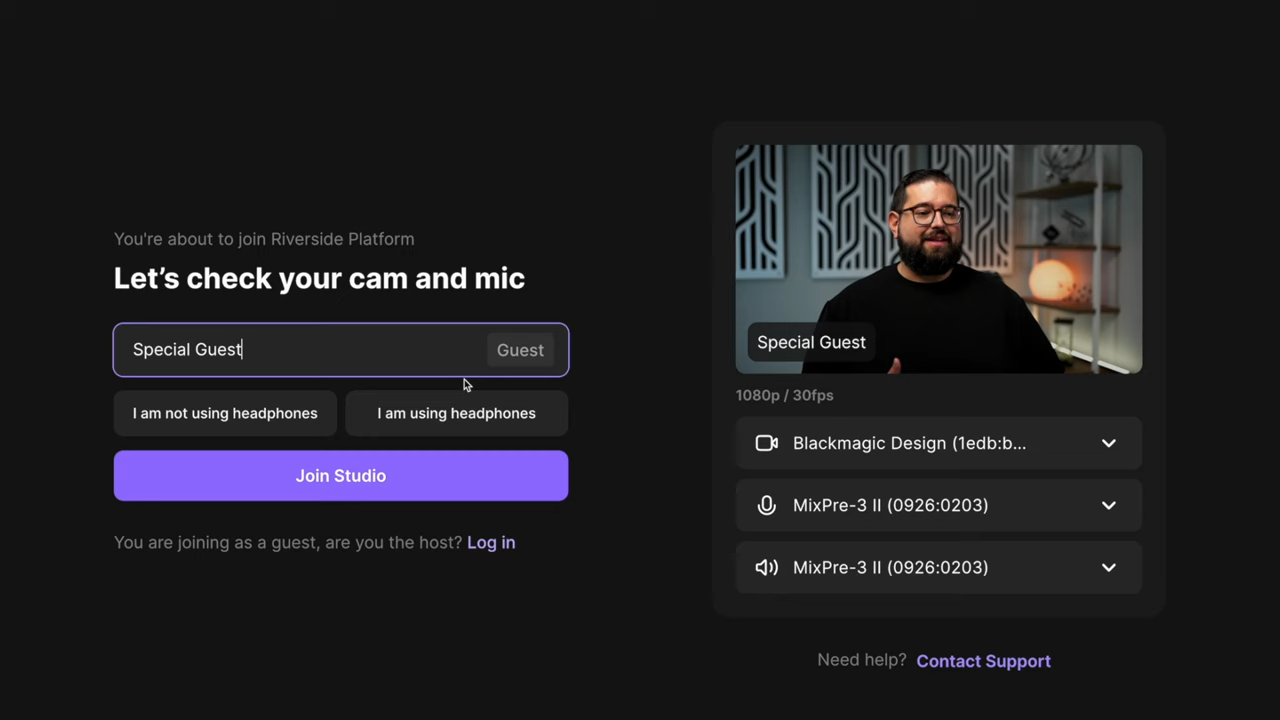 You're about to join Riverside Platform
Let's check your cam and mic
Special Guest
Guest
I am not using headphones
I am using headphones
Join Studio
You are joining as a guest, are you the host? Log in
Special Guest
1080p / 30fps
Blackmagic Design (1edb:b...
MixPre-3 II (0926:0203)
MixPre-3 II (0926:0203)
Need help? Contact Support